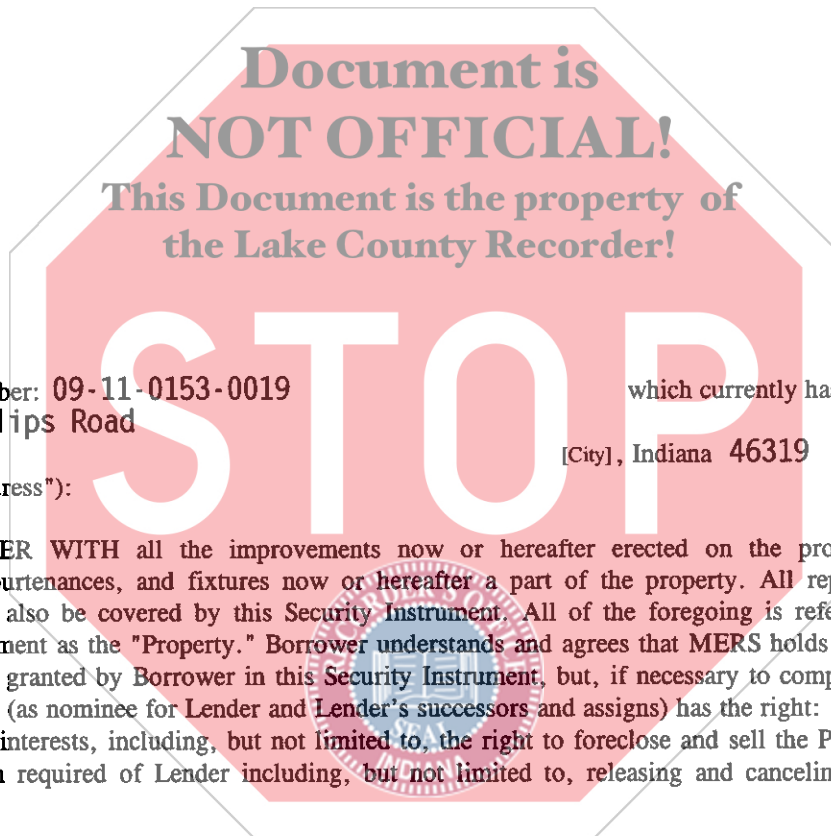 Document is
NOT OFFICIAL!
This Document is the property of
the Lake County Recorder!
STOP
ber: 09-11-0153-0019 which currently ha
lips Road
[City], Indiana 46319
ress"):
ER WITH all the improvements now or hereafter erected on the pro
urtenances, and fixtures now or hereafter a part of the property. All rep
also be covered by this Security Instrument. All of the foregoing is refe
ment as the "Property." Borrower understands and agrees that MERS holds
granted by Borrower in this Security Instrument, but, if necessary to comp
(as nominee for Lender and Lender's successors and assigns) has the right:
interests, including, but not limited to, the right to foreclose and sell the P
n required of Lender including, but not limited to, releasing and cancelin
RECORDER'S OFFICE
SEAL
INDIANA